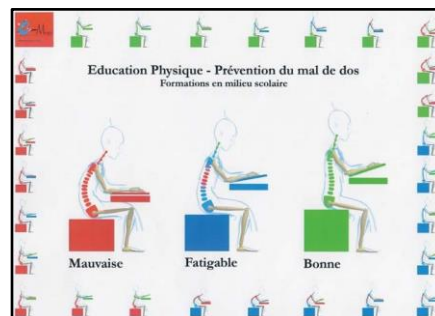 Education Physique - Prévention du mal de dos
Formations en milieu scolaire
Mauvaise
Fatigable
Bonne